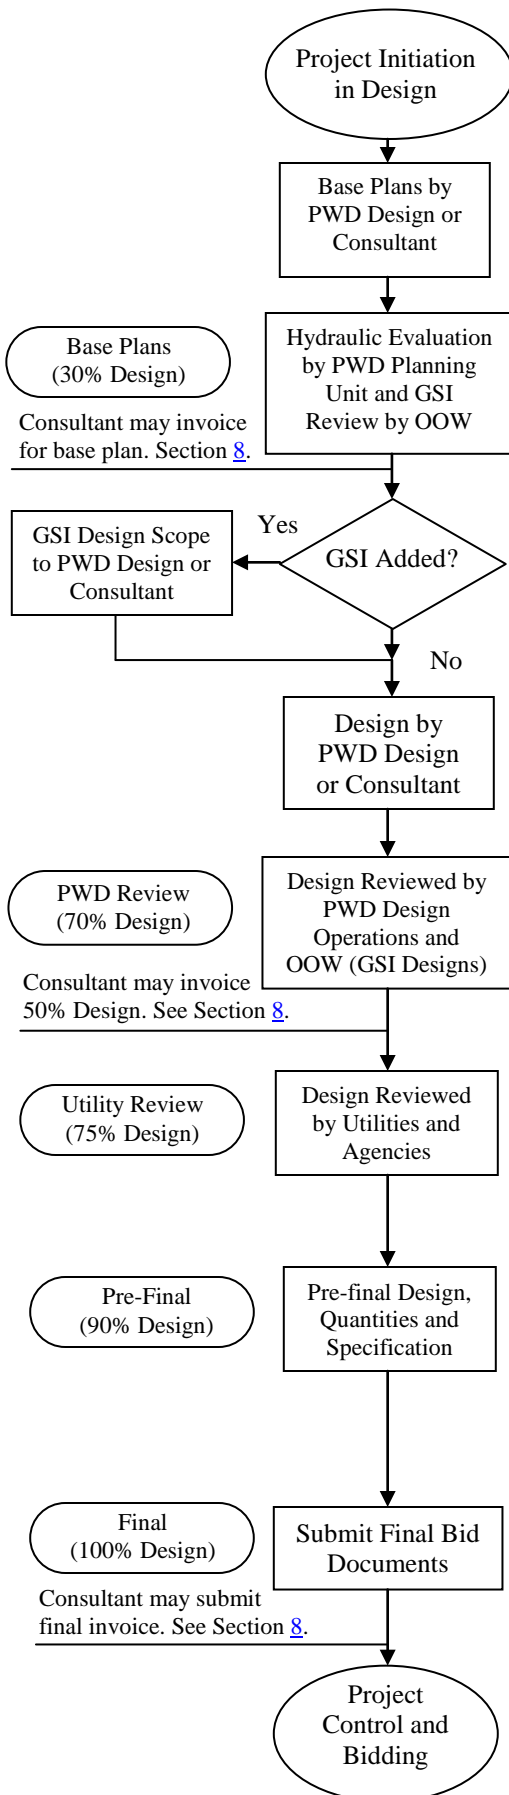 Project Initiation
in Design
Base Plans by
PWD Design or
Consultant
Base Plans
(30% Design)
Hydraulic Evaluation
by PWD Planning
Unit and GSI
Review by OOW
Consultant may invoice
for base plan. Section 8.
Yes
GSI Design Scope
to PWD Design or
Consultant
GSI Added?
No
Design by
PWD Design
or Consultant
PWD Review
(70% Design)
Design Reviewed by
PWD Design
Operations and
OOW (GSI Designs)
Consultant may invoice
50% Design. See Section 8.
Utility Review
(75% Design)
Design Reviewed
by Utilities and
Agencies
Pre-Final
(90% Design)
Pre-final Design,
Quantities and
Specification
Final
(100% Design)
Submit Final Bid
Documents
Consultant may submit
final invoice. See Section 8.
Project
Control and
Bidding